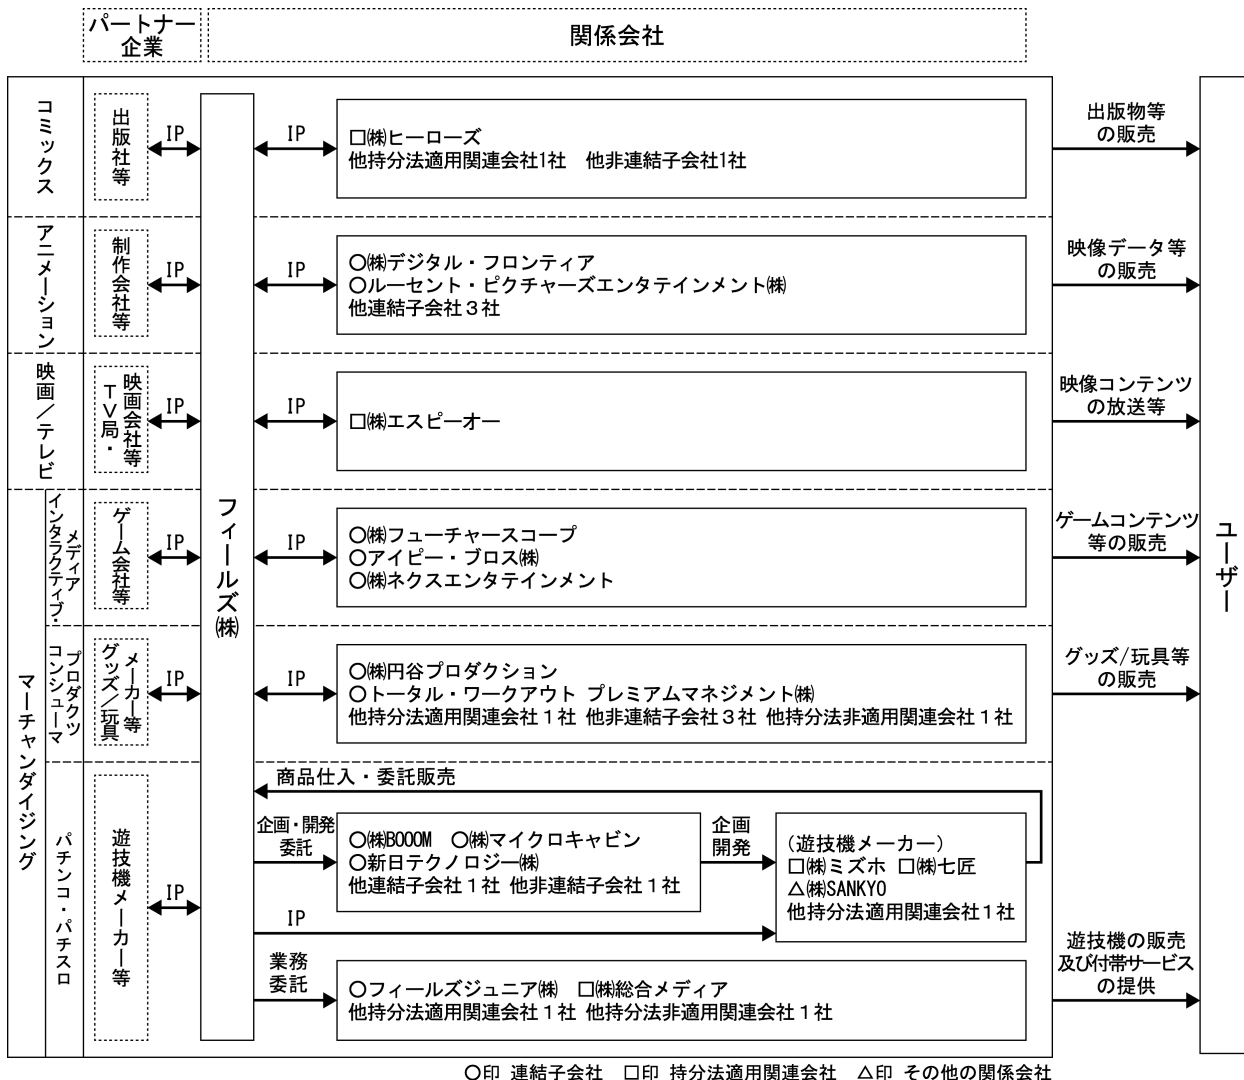 パートナー
企業
関係会社
コミックス
出版社等
IP
IP
□㈱ヒーローズ
他持分法適用関連会社1社　他非連結子会社1社
出版物等
の販売
アニメーション
制作会社等
IP
IP
○㈱デジタル・フロンティア
○ルーセント・ピクチャーズエンタテインメント㈱
他連結子会社３社
映像データ等
の販売
映画／テレビ
映画会社等
TV局・
IP
IP
□㈱エスピーオー
映像コンテンツ
の放送等
フィールズ㈱
ユーザー
マーチャンダイジング
インタラクティブ・
メディア
ゲーム会社等
IP
IP
○㈱フューチャースコープ
○アイピー・ブロス㈱
○㈱ネクスエンタテインメント
ゲームコンテンツ
等の販売
コンシューマ
プロダクツ
グッズ／玩具
メーカー等
IP
IP
○㈱円谷プロダクション
○トータル・ワークアウト プレミアムマネジメント㈱
他持分法適用関連会社１社 他非連結子会社３社 他持分法非適用関連会社１社
グッズ/玩具等
の販売
パチンコ・パチスロ
遊技機メーカー等
IP
商品仕入・委託販売
企画・開発
委託
○㈱BOOOM　○㈱マイクロキャビン
○新日テクノロジー㈱
他連結子会社１社 他非連結子会社１社
企画
開発
(遊技機メーカー)
□㈱ミズホ □㈱七匠
△㈱SANKYO
他持分法適用関連会社１社
IP
業務
委託
○フィールズジュニア㈱　□㈱総合メディア
他持分法適用関連会社１社 他持分法非適用関連会社１社
遊技機の販売
及び付帯サービス
の提供
○印 連結子会社　□印 持分法適用関連会社　△印 その他の関係会社